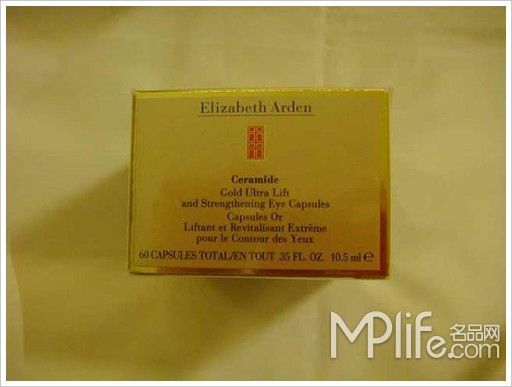 Elizabeth Arden
Ceramide
Gold Ultra Lift
and Strengthening Eye Capsules
Capsules Or
Liftant et Revitalisant Extrême
pour le Contour des Yeux
60 CAPSULES TOTAL/EN TOUT .35 FL. OZ. 10.5 ml ℮
MPlife.名品网
.com